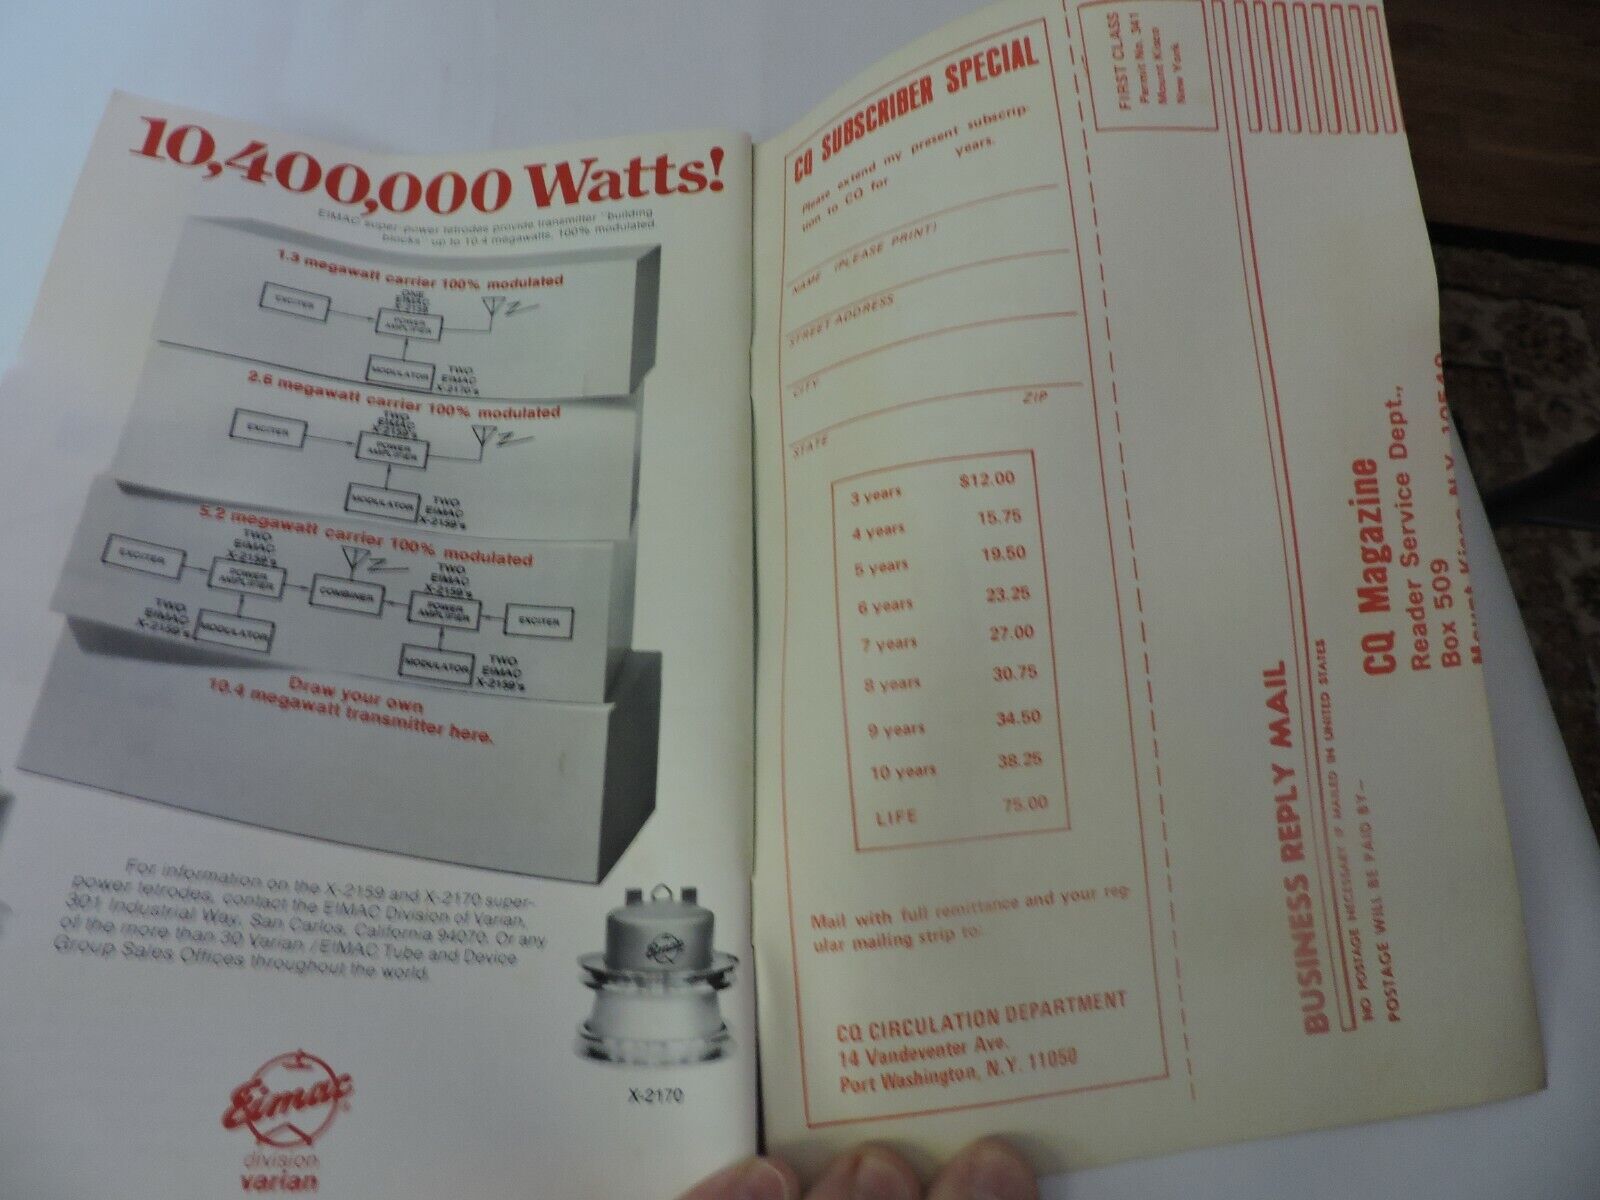 10,400,000 Watts!
EIMAC super-power tetrodes provide transmitter "building
blocks" up to 10.4 megawatts, 100% modulated.
1.3 megawatt carrier 100% modulated
EXCITER
ONE
EIMAC
X-2159
POWER
AMPLIFIER
MODULATOR
TWO
EIMAC
X-2170's
2.6 megawatt carrier 100% modulated
EXCITER
TWO
EIMAC
X-2159's
POWER
AMPLIFIER
MODULATOR
TWO
EIMAC
X-2159's
5.2 megawatt carrier 100% modulated
EXCITER
TWO
EIMAC
X-2159's
POWER
AMPLIFIER
COMBINER
TWO
EIMAC
X-2159's
POWER
AMPLIFIER
EXCITER
TWO
EIMAC
X-2159's
MODULATOR
MODULATOR
TWO
EIMAC
X-2159's
Draw your own
10.4 megawatt transmitter here.
For information on the X-2159 and X-2170 super-
power tetrodes, contact the EIMAC Division of Varian,
301 Industrial Way, San Carlos, California 94070. Or any
of the more than 30 Varian/EIMAC Tube and Device
Group Sales Offices throughout the world.
Eimac
X-2170
Eimac
division
varian
CQ SUBSCRIBER SPECIAL
Please extend my present subscrip-
tion to CQ for years.
NAME (PLEASE PRINT)
STREET ADDRESS
CITY
STATE ZIP
3 years $12.00
4 years 15.75
5 years 19.50
6 years 23.25
7 years 27.00
8 years 30.75
9 years 34.50
10 years 38.25
LIFE 75.00
Mail with full remittance and your reg-
ular mailing strip to:
CQ CIRCULATION DEPARTMENT
14 Vandeventer Ave.
Port Washington, N.Y. 11050
FIRST CLASS
Permit No. 341
Mount Kisco
New York
BUSINESS REPLY MAIL
NO POSTAGE NECESSARY IF MAILED IN UNITED STATES
POSTAGE WILL BE PAID BY—
CQ Magazine
Reader Service Dept.,
Box 509
Mount Kisco N.Y. 10549